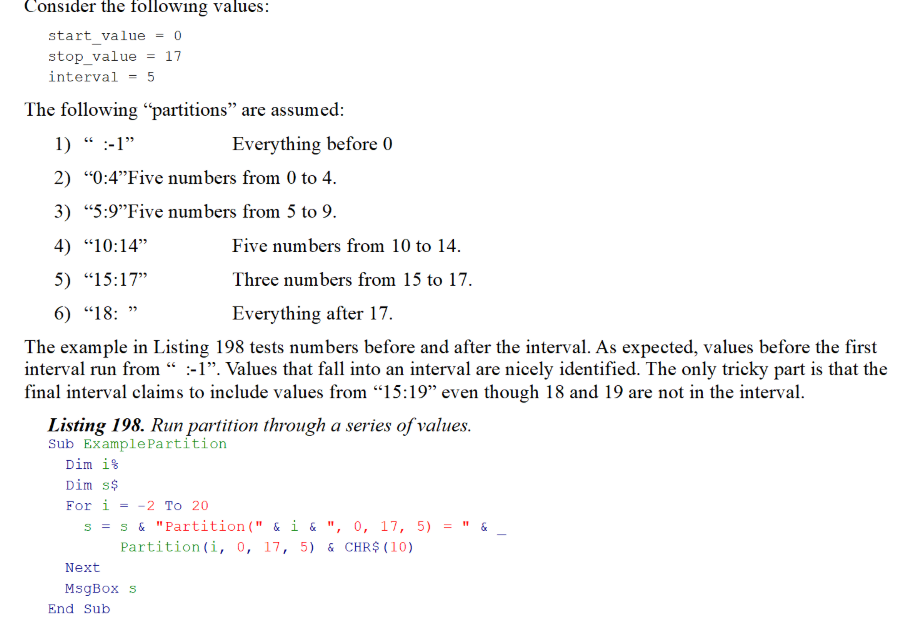 Consider the following values:
start_value = 0
stop_value = 17
interval = 5
The following “partitions” are assumed:
1) “ :-1” Everything before 0
2) “0:4”Five numbers from 0 to 4.
3) “5:9”Five numbers from 5 to 9.
4) “10:14” Five numbers from 10 to 14.
5) “15:17” Three numbers from 15 to 17.
6) “18: ” Everything after 17.
The example in Listing 198 tests numbers before and after the interval. As expected, values before the first
interval run from “ :-1”. Values that fall into an interval are nicely identified. The only tricky part is that the
final interval claims to include values from “15:19” even though 18 and 19 are not in the interval.
Listing 198. Run partition through a series of values.
Sub ExamplePartition
Dim i%
Dim s$
For i = -2 To 20
s = s & "Partition(" & i & ", 0, 17, 5) = " & _
Partition(i, 0, 17, 5) & CHR$(10)
Next
MsgBox s
End Sub